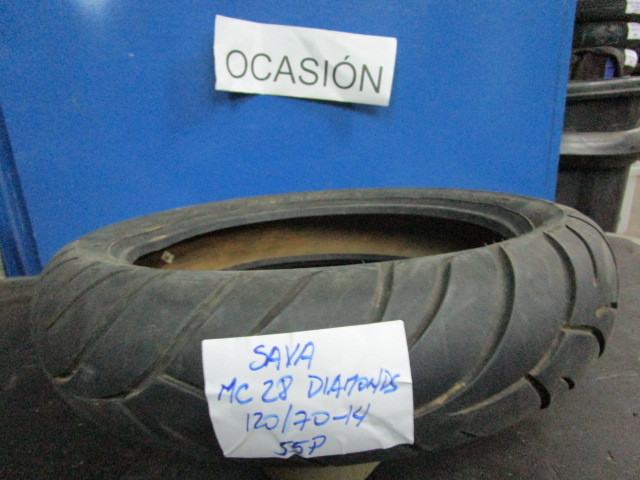 OCASIÓN
SAVA
MC 28 DIAMONDS
120/70-14
55P